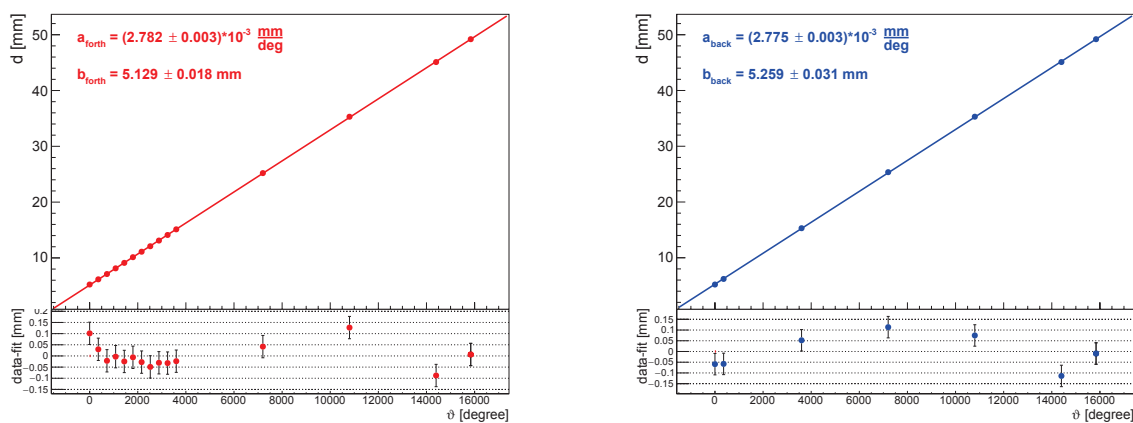 d [mm]
50
40
30
20
10
a_forth = (2.782 ± 0.003)*10^-3 mm/deg
b_forth = 5.129 ± 0.018 mm
data-fit [mm]
0.2
0.15
0.1
0.05
0
−0.05
−0.1
−0.15
0 2000 4000 6000 8000 10000 12000 14000 16000
ϑ [degree]
d [mm]
50
40
30
20
10
a_back = (2.775 ± 0.003)*10^-3 mm/deg
b_back = 5.259 ± 0.031 mm
data-fit [mm]
0.15
0.1
0.05
0
−0.05
−0.1
−0.15
0 2000 4000 6000 8000 10000 12000 14000 16000
ϑ [degree]